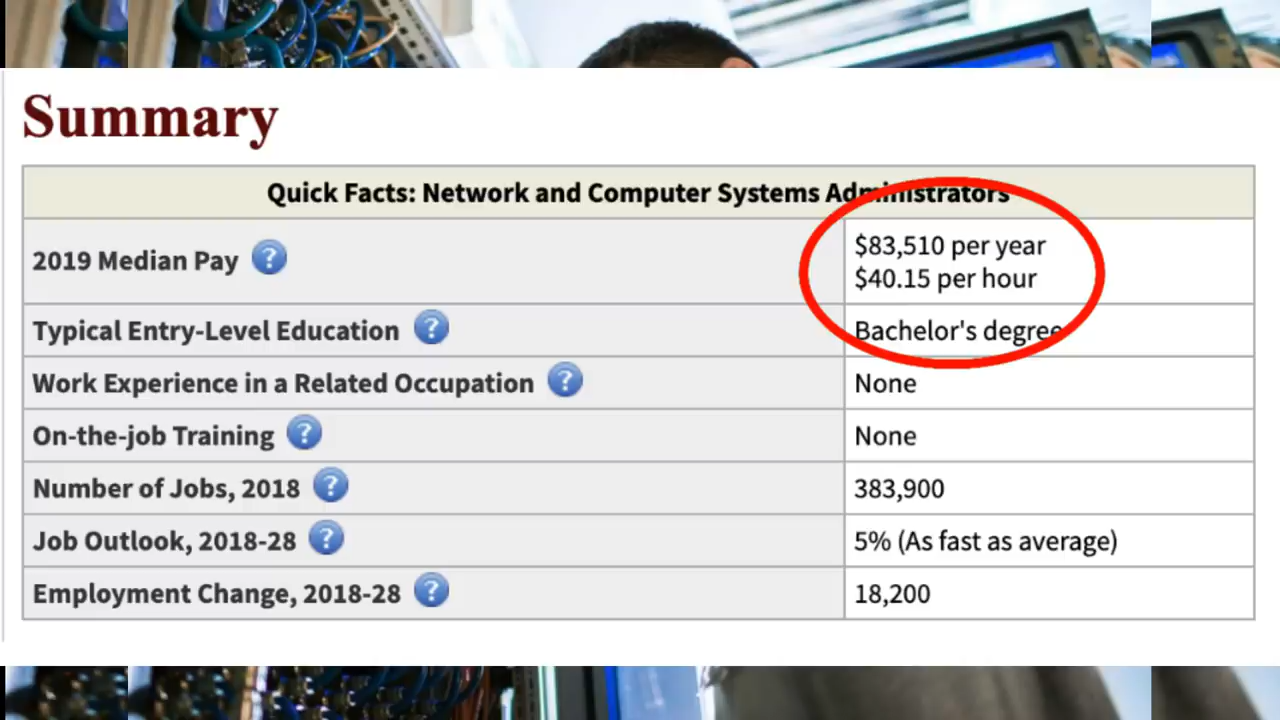 Summary
Quick Facts: Network and Computer Systems Administrators
2019 Median Pay ?
$83,510 per year
$40.15 per hour
Typical Entry-Level Education ? Bachelor's degree
Work Experience in a Related Occupation ? None
On-the-job Training ? None
Number of Jobs, 2018 ? 383,900
Job Outlook, 2018-28 ? 5% (As fast as average)
Employment Change, 2018-28 ? 18,200